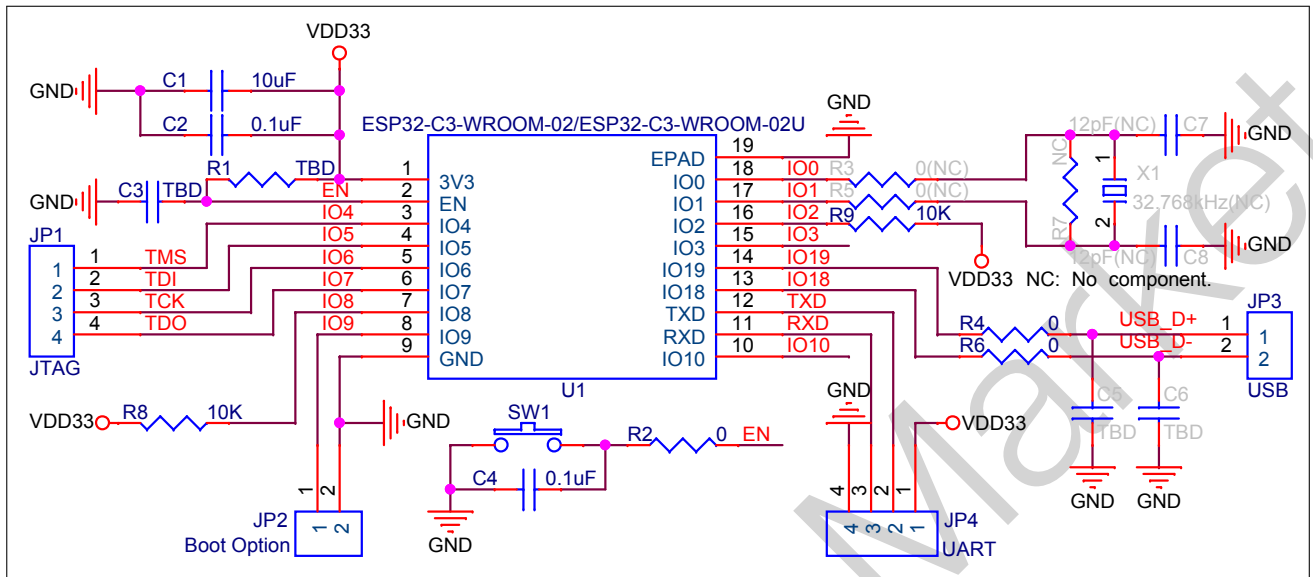 VDD33
GND
C1 10uF
C2 0.1uF
ESP32-C3-WROOM-02/ESP32-C3-WROOM-02U
U1
R1 TBD
C3 TBD
GND
EN
IO4
IO5
IO6
IO7
IO8
IO9
1 3V3
2 EN
3 IO4
4 IO5
5 IO6
6 IO7
7 IO8
8 IO9
9 GND
19 EPAD
18 IO0
17 IO1
16 IO2
15 IO3
14 IO19
13 IO18
12 TXD
11 RXD
10 IO10
GND
IO0 R3 0(NC)
IO1 R5 0(NC)
IO2 R9 10K
IO3
IO19
IO18
TXD
RXD
IO10
VDD33
12pF(NC) C7
GND
NC
R7
1
X1
32.768kHz(NC)
2
12pF(NC) C8
GND
NC: No component.
JP1
1 TMS 1
2 TDI 2
3 TCK 3
4 TDO 4
JTAG
VDD33 R8 10K
GND
1 2
1 2
JP2
Boot Option
SW1
R2 0 EN
C4 0.1uF
GND
GND
VDD33
4 3 2 1
4 3 2 1
JP4
UART
R4 0 USB_D+ 1 1
R6 0 USB_D- 2 2
JP3
USB
C5 TBD
C6 TBD
GND
GND
Market